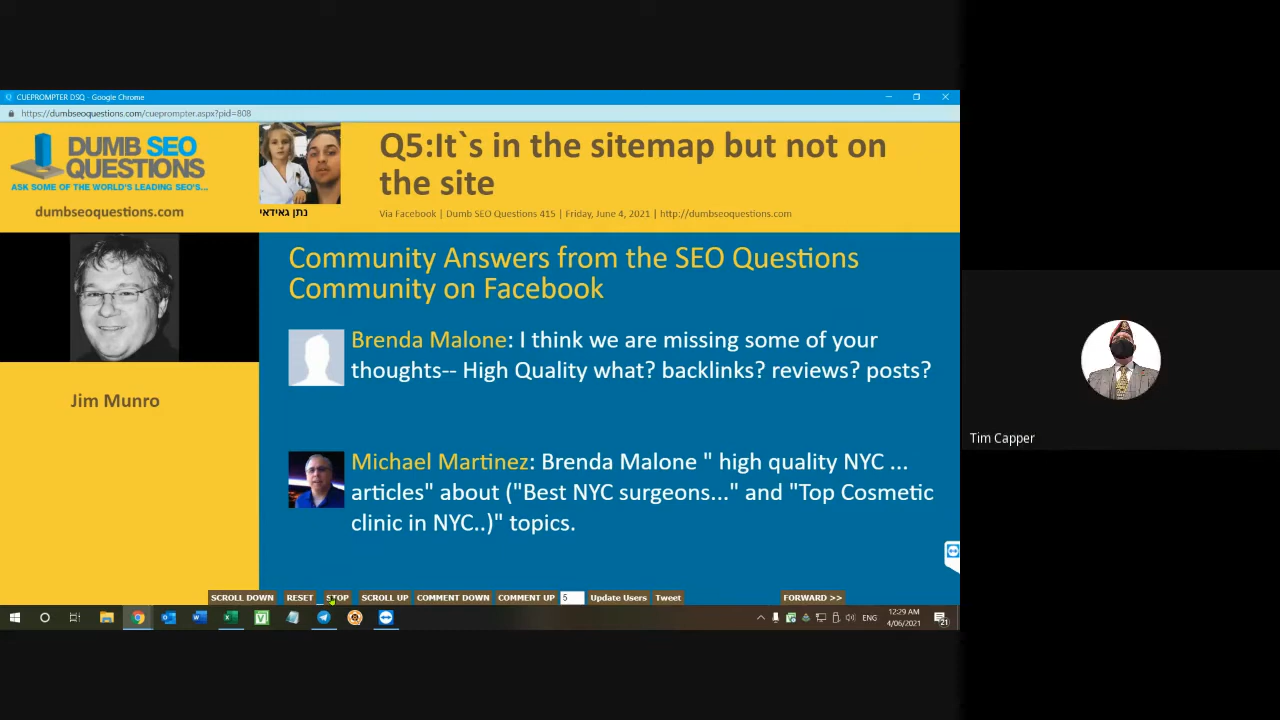 CUEPROMPTER DSQ - Google Chrome
https://dumbseoquestions.com/cueprompter.aspx?pid=808
DUMB SEO
QUESTIONS
ASK SOME OF THE WORLD'S LEADING SEO'S...
dumbseoquestions.com
נתן גאידאי
Q5:It`s in the sitemap but not on
the site
Via Facebook | Dumb SEO Questions 415 | Friday, June 4, 2021 | http://dumbseoquestions.com
Jim Munro
Community Answers from the SEO Questions
Community on Facebook
Brenda Malone: I think we are missing some of your
thoughts-- High Quality what? backlinks? reviews? posts?
Michael Martinez: Brenda Malone " high quality NYC ...
articles" about ("Best NYC surgeons..." and "Top Cosmetic
clinic in NYC..)" topics.
SCROLL DOWN RESET STOP SCROLL UP COMMENT DOWN COMMENT UP 5 Update Users Tweet FORWARD >>
12:29 AM
ENG
4/06/2021
21
Tim Capper